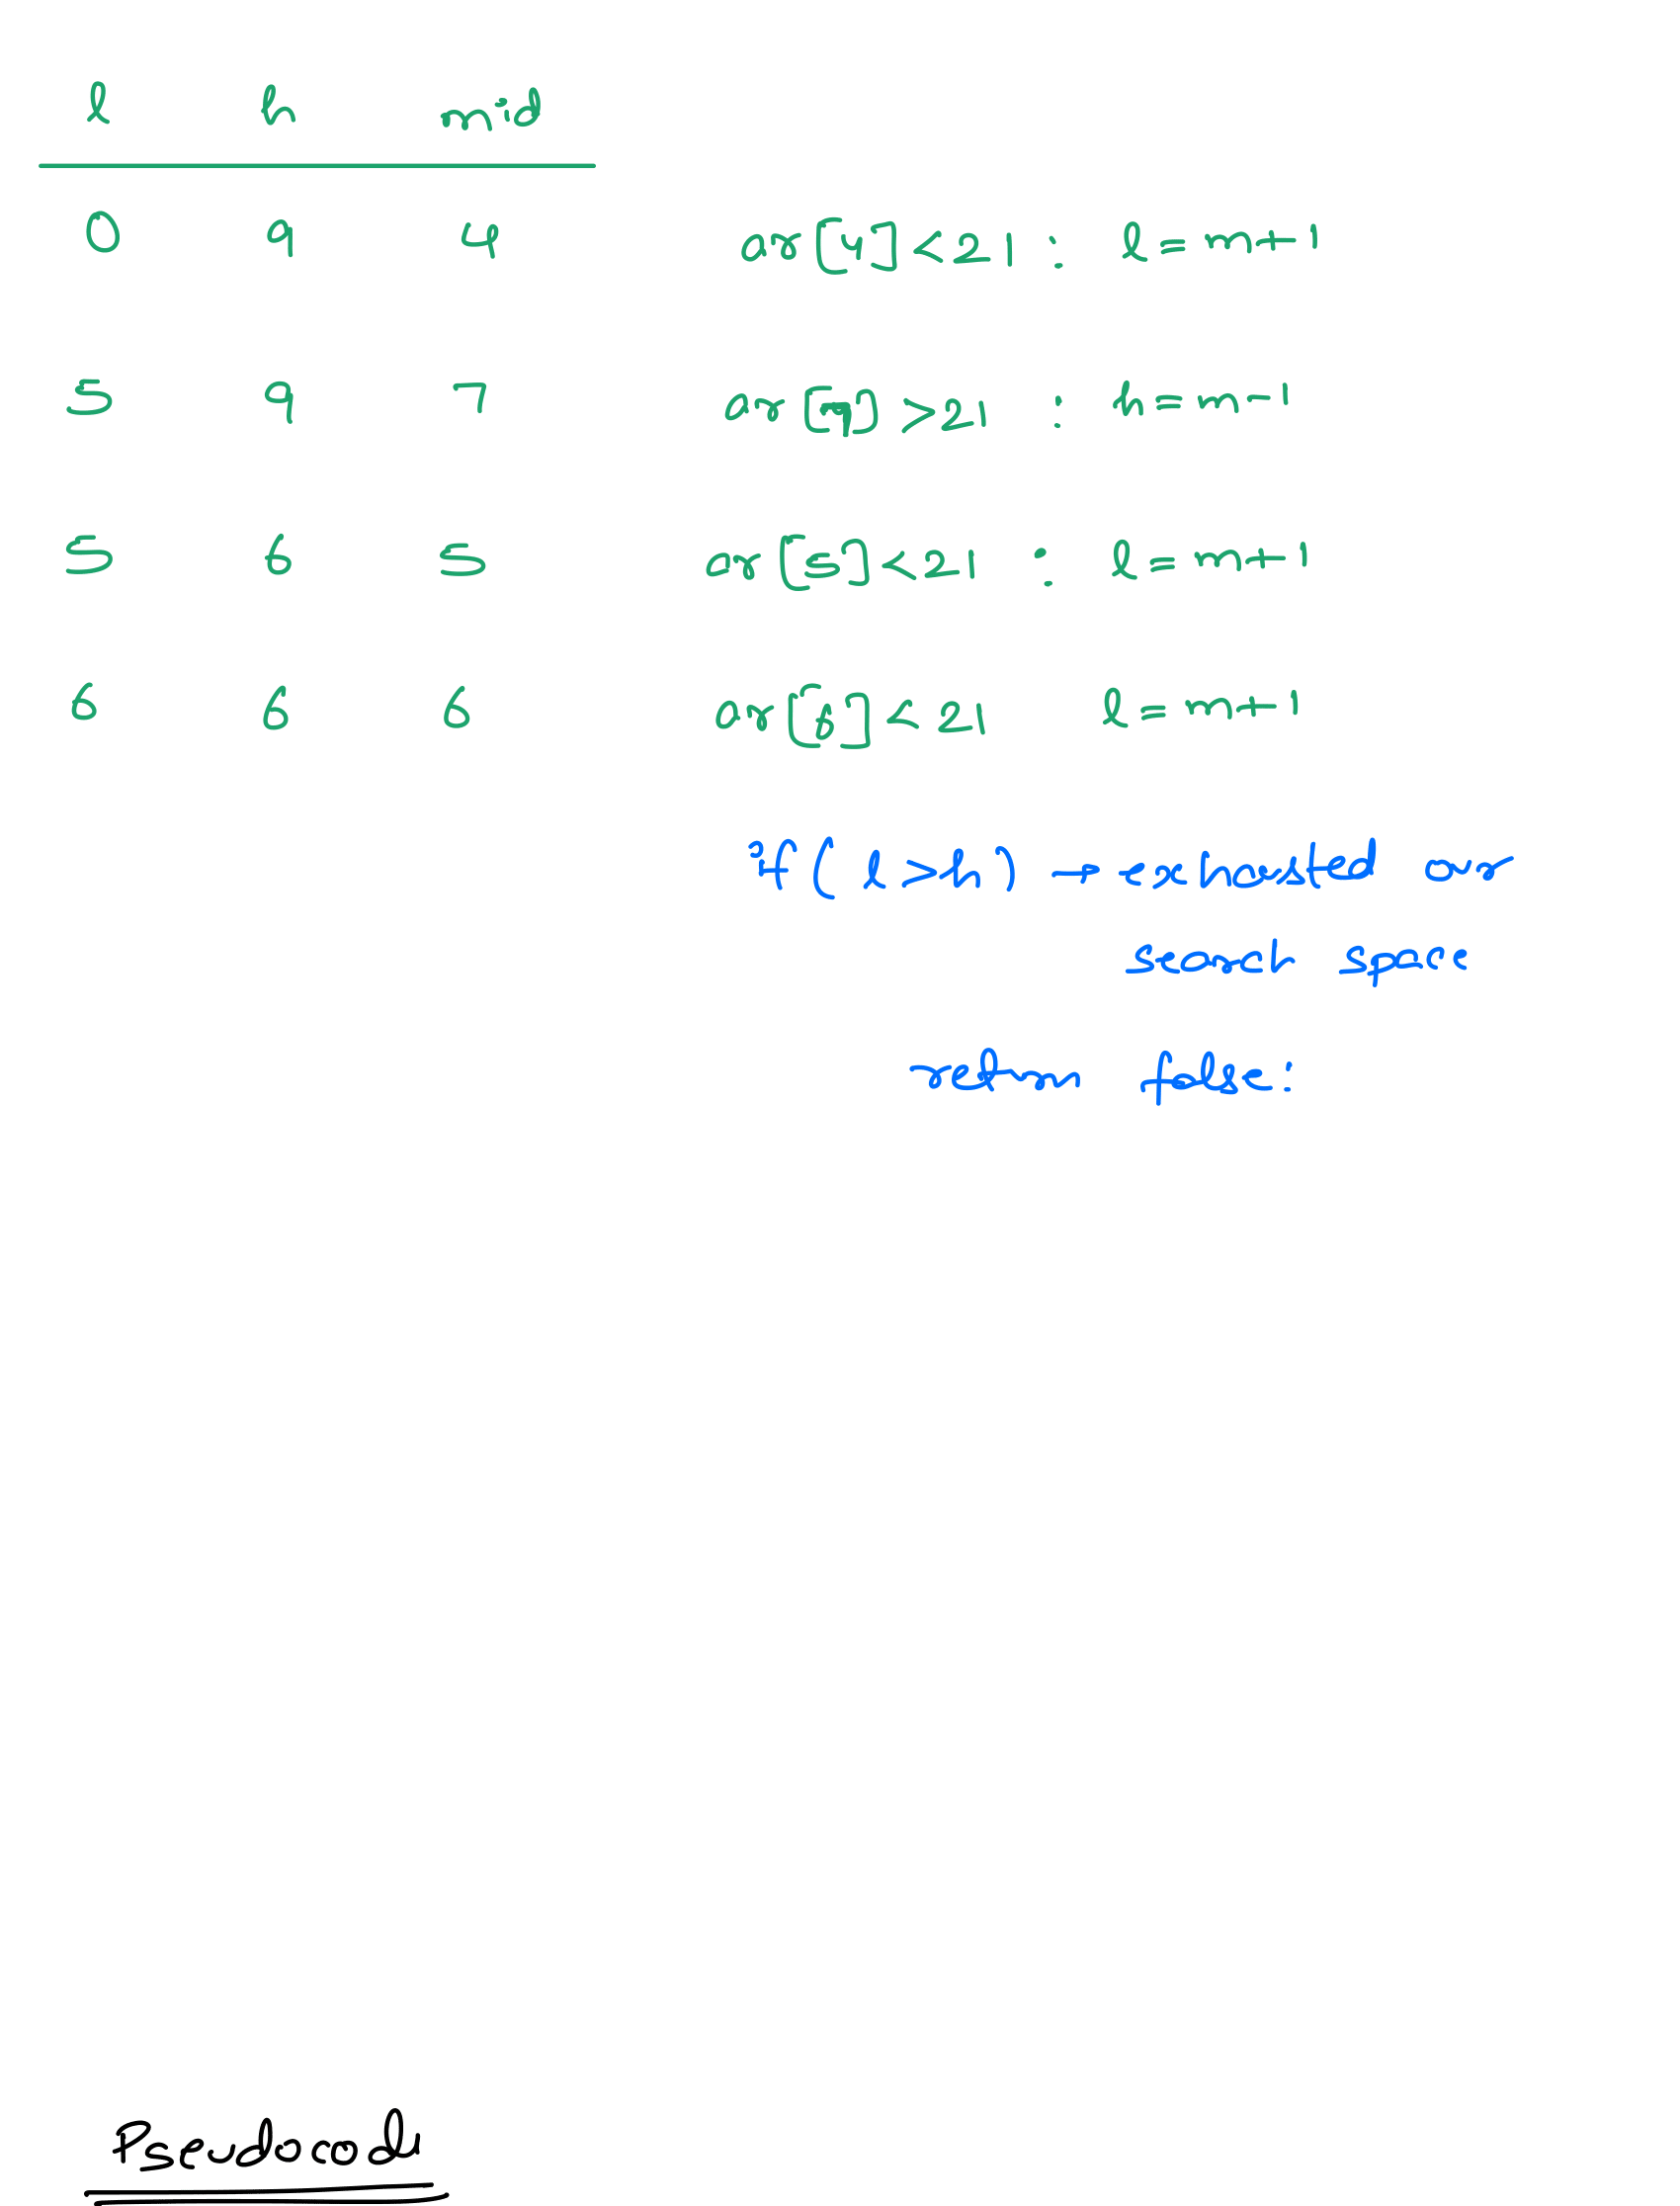 l h mid
0 9 4 ar[4]<21 : l=m+1
5 9 7 ar[7] >21 : h=m-1
5 6 5 ar[5]<21 : l=m+1
6 6 6 ar[6]< 21 l=m+1
if( l>h) → exhausted our
search space
return false:
Pseudocode